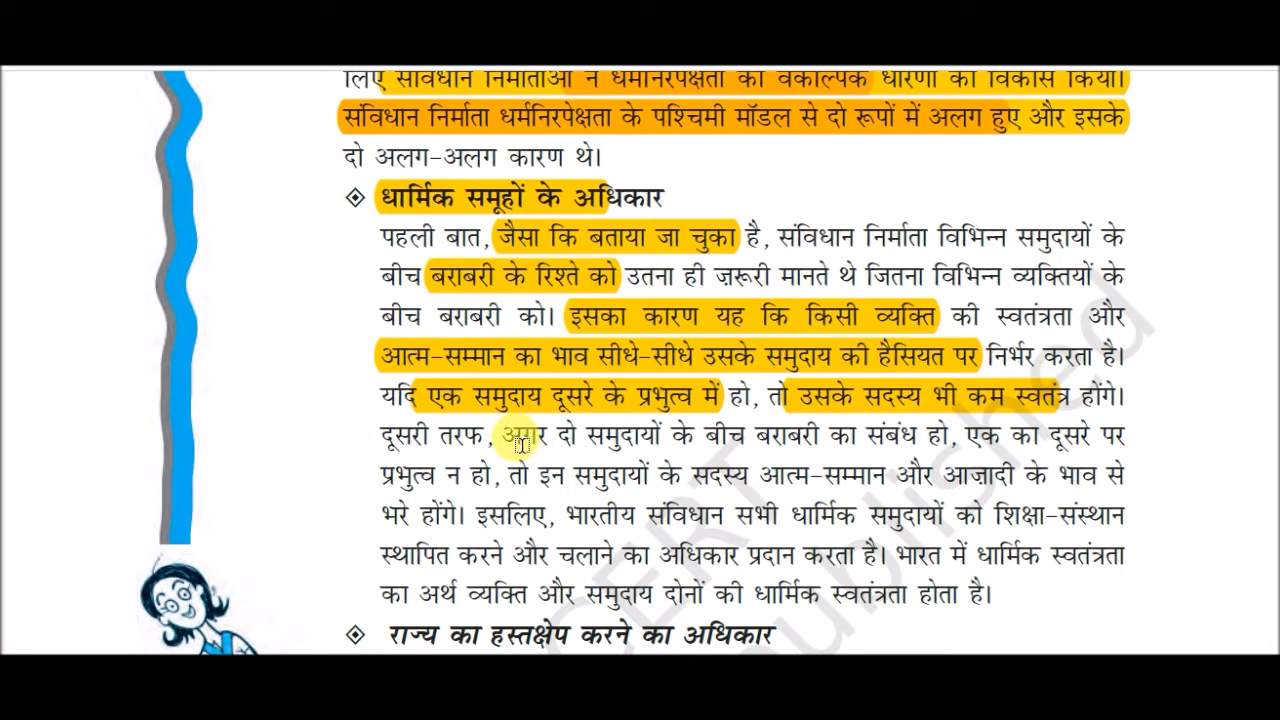 लिए संविधान निर्माताओं ने धर्मनिरपेक्षता की वैकल्पिक धारणा का विकास किया।
संविधान निर्माता धर्मनिरपेक्षता के पश्चिमी मॉडल से दो रूपों में अलग हुए और इसके
दो अलग-अलग कारण थे।
धार्मिक समूहों के अधिकार
पहली बात, जैसा कि बताया जा चुका है, संविधान निर्माता विभिन्न समुदायों के
बीच बराबरी के रिश्ते को उतना ही ज़रूरी मानते थे जितना विभिन्न व्यक्तियों के
बीच बराबरी को। इसका कारण यह कि किसी व्यक्ति की स्वतंत्रता और
आत्म-सम्मान का भाव सीधे-सीधे उसके समुदाय की हैसियत पर निर्भर करता है।
यदि एक समुदाय दूसरे के प्रभुत्व में हो, तो उसके सदस्य भी कम स्वतंत्र होंगे।
दूसरी तरफ, अगर दो समुदायों के बीच बराबरी का संबंध हो, एक का दूसरे पर
प्रभुत्व न हो, तो इन समुदायों के सदस्य आत्म-सम्मान और आज़ादी के भाव से
भरे होंगे। इसलिए, भारतीय संविधान सभी धार्मिक समुदायों को शिक्षा-संस्थान
स्थापित करने और चलाने का अधिकार प्रदान करता है। भारत में धार्मिक स्वतंत्रता
का अर्थ व्यक्ति और समुदाय दोनों की धार्मिक स्वतंत्रता होता है।
राज्य का हस्तक्षेप करने का अधिकार